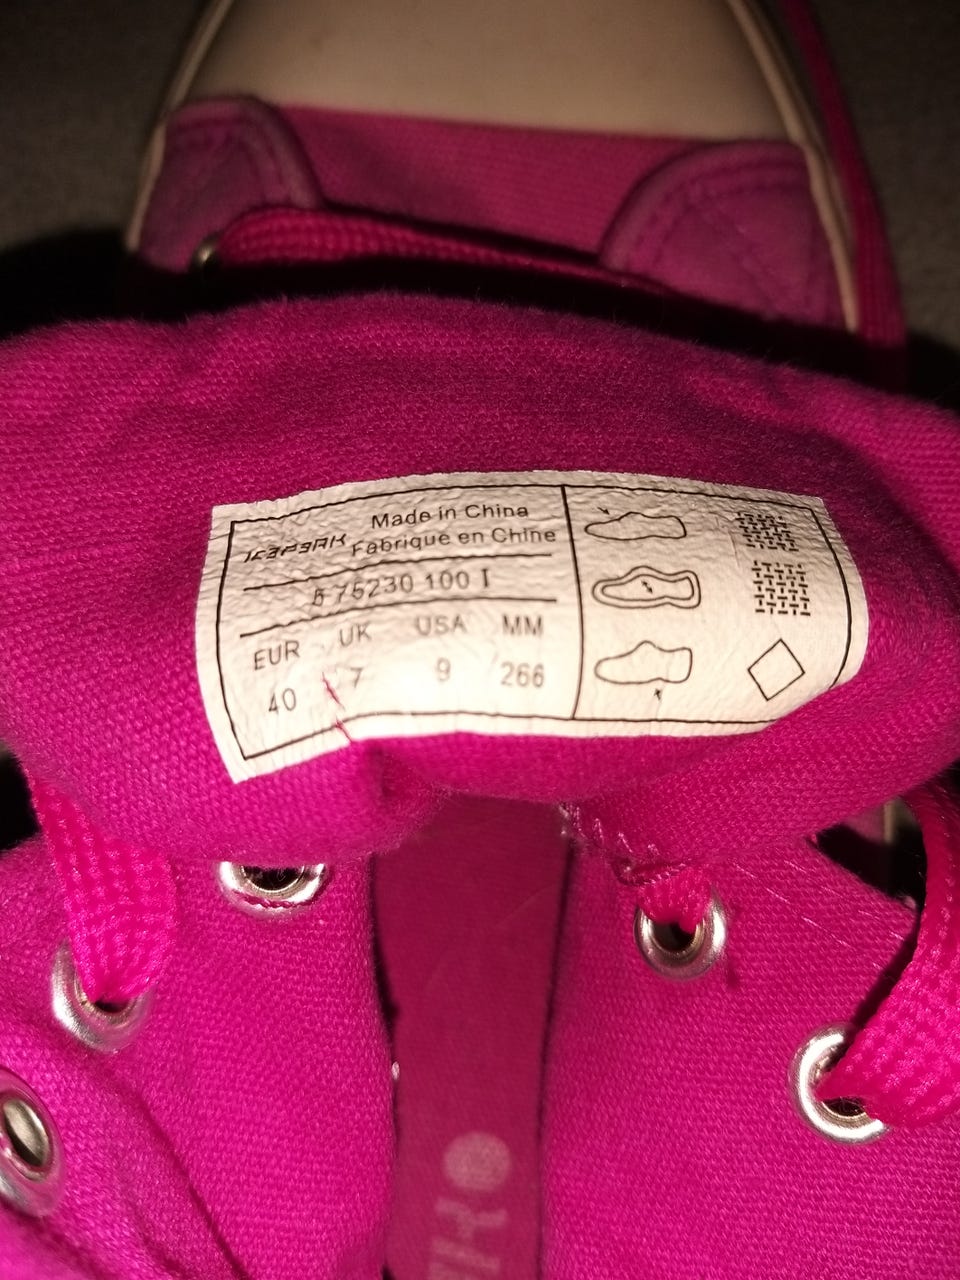 ICEPEAK
Made in China
Fabrique en Chine
5 75230 100 I
EUR UK USA MM
40 7 9 266